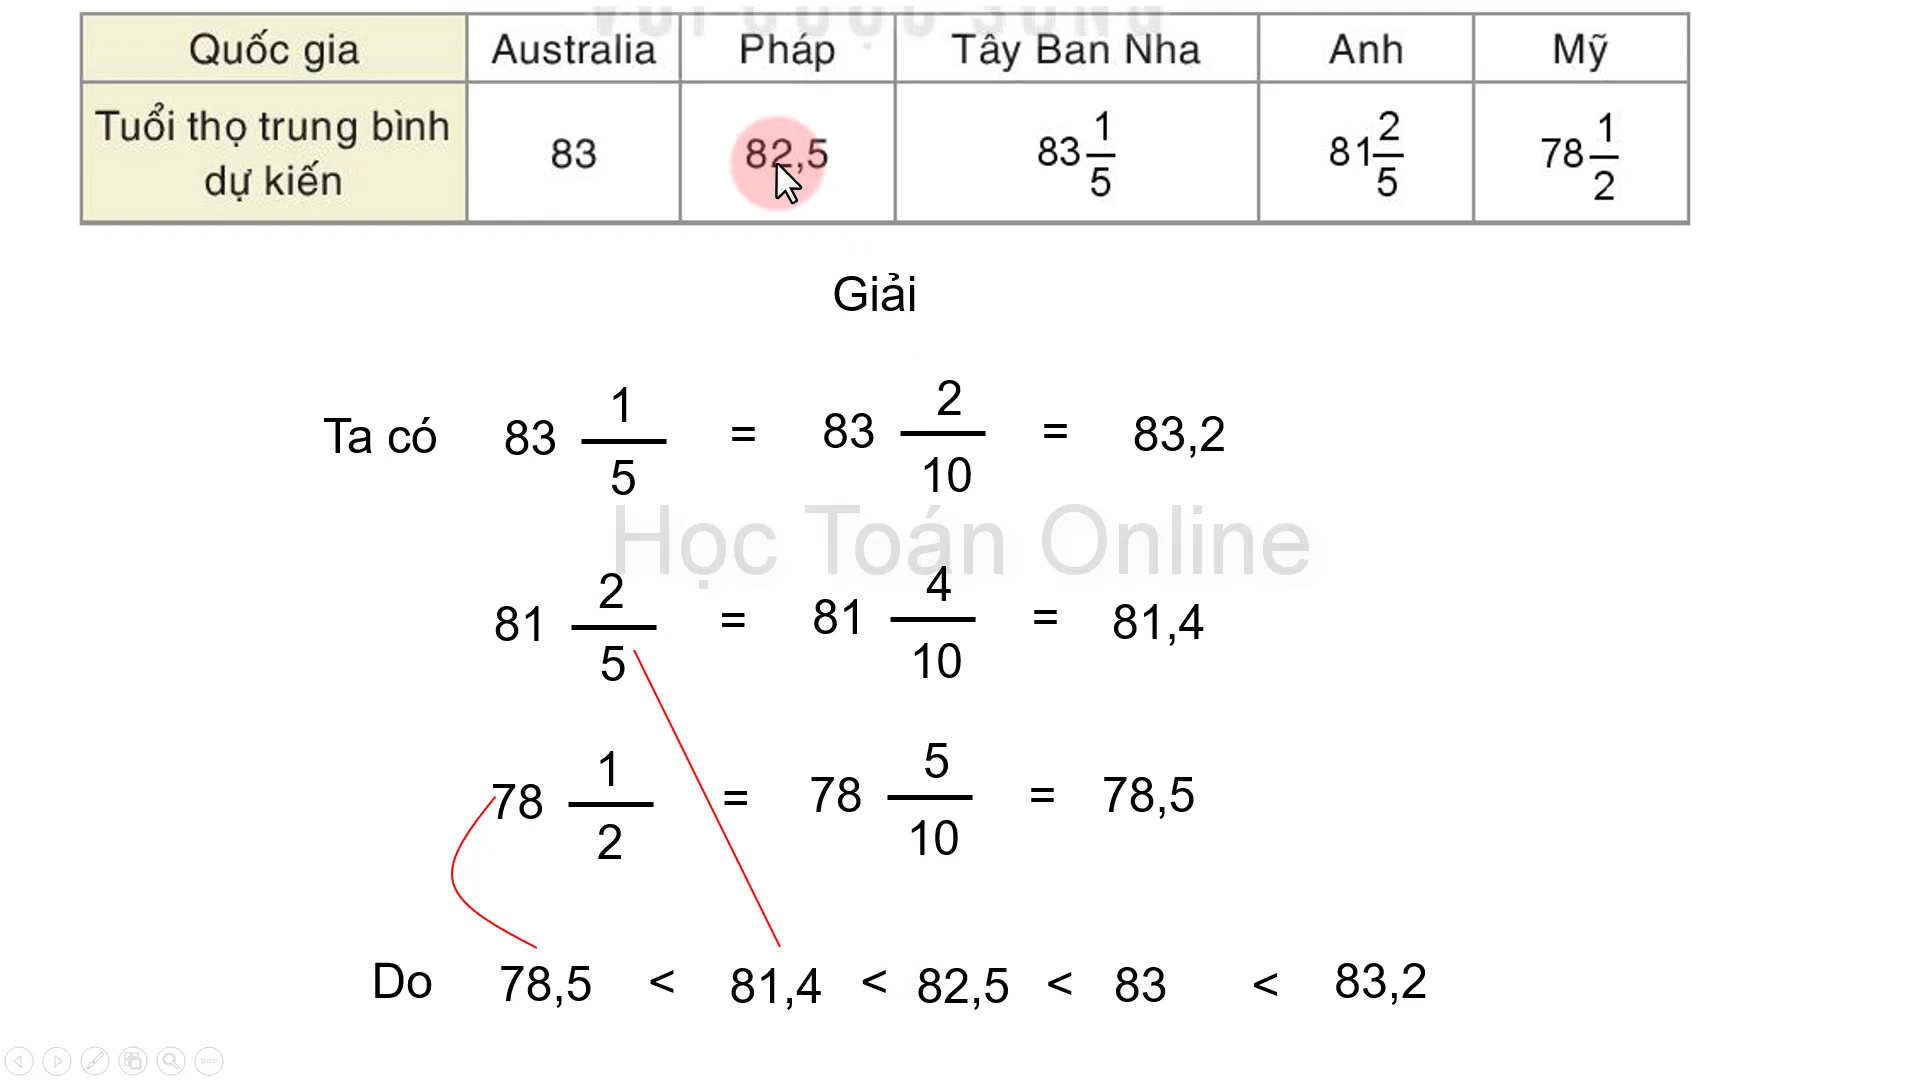 VỚI CUỘC SỐNG
Quốc gia Australia Pháp Tây Ban Nha Anh Mỹ
Tuổi thọ trung bình dự kiến 83 82,5 83 1/5 81 2/5 78 1/2
Giải
Ta có 83 1/5 = 83 2/10 = 83,2
Học Toán Online
81 2/5 = 81 4/10 = 81,4
78 1/2 = 78 5/10 = 78,5
Do 78,5 < 81,4 < 82,5 < 83 < 83,2